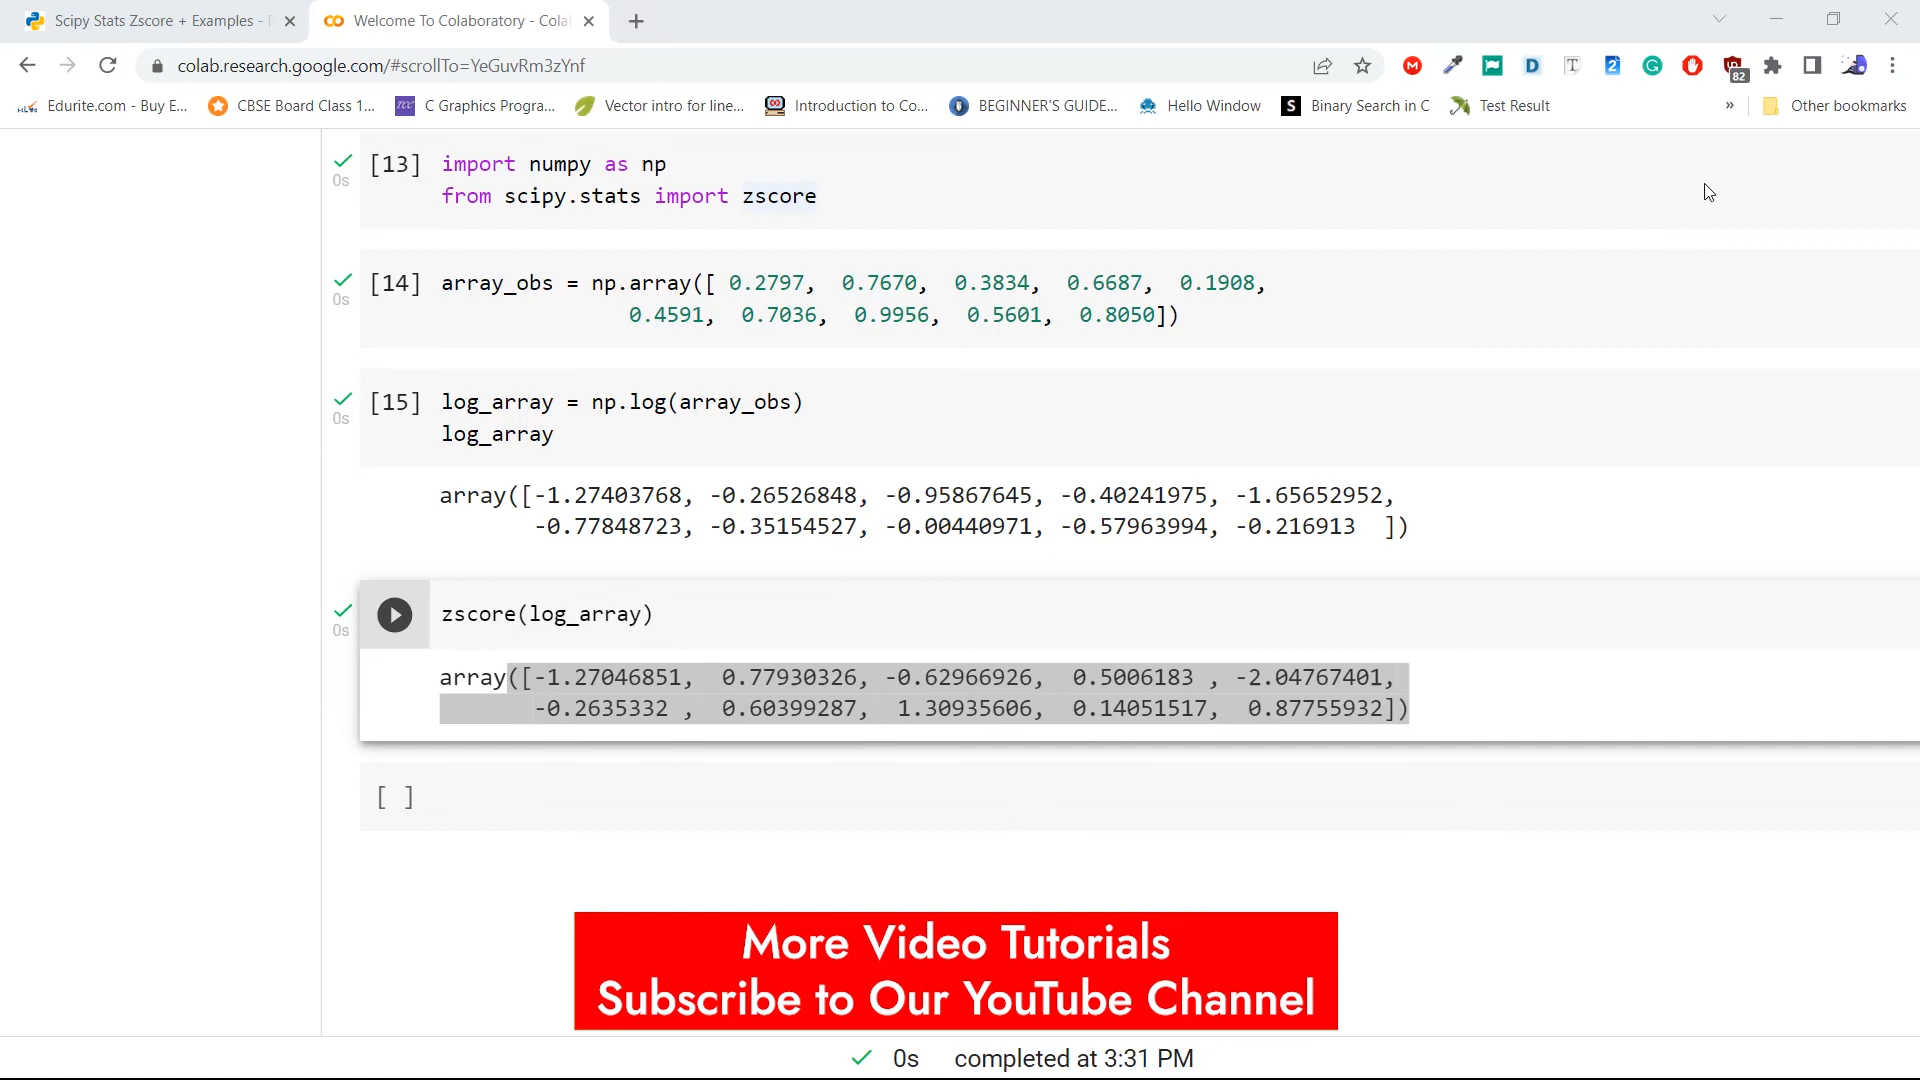 Scipy Stats Zscore + Examples -
Welcome To Colaboratory - Cola
colab.research.google.com/#scrollTo=YeGuvRm3zYnf
82
Edurite.com - Buy E...
CBSE Board Class 1...
C Graphics Progra...
Vector intro for line...
Introduction to Co...
BEGINNER'S GUIDE...
Hello Window
Binary Search in C
Test Result
»
Other bookmarks
[13] import numpy as np
0s
from scipy.stats import zscore
[14] array_obs = np.array([ 0.2797, 0.7670, 0.3834, 0.6687, 0.1908,
0s
0.4591, 0.7036, 0.9956, 0.5601, 0.8050])
[15] log_array = np.log(array_obs)
0s
log_array
array([-1.27403768, -0.26526848, -0.95867645, -0.40241975, -1.65652952,
-0.77848723, -0.35154527, -0.00440971, -0.57963994, -0.216913 ])
zscore(log_array)
0s
array([-1.27046851, 0.77930326, -0.62966926, 0.5006183 , -2.04767401,
-0.2635332 , 0.60399287, 1.30935606, 0.14051517, 0.87755932])
[ ]
More Video Tutorials
Subscribe to Our YouTube Channel
0s completed at 3:31 PM